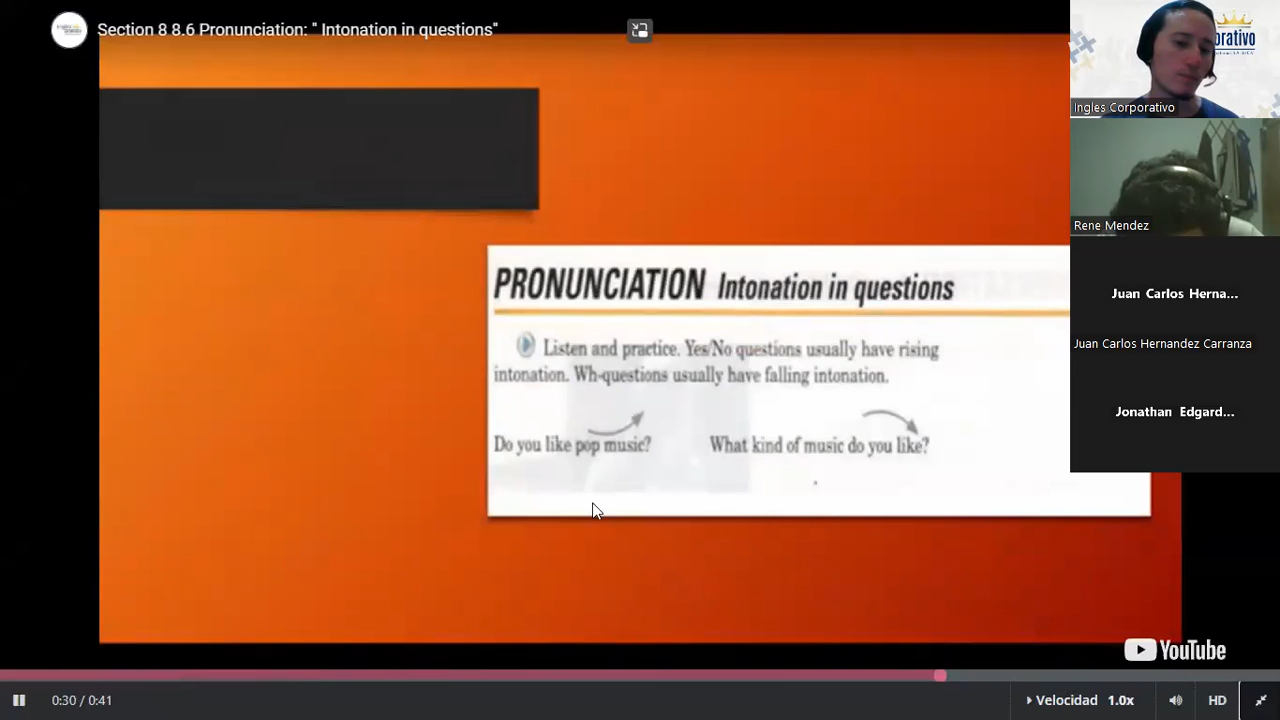 Section 8 8.6 Pronunciation: " Intonation in questions"
orativo
Ingles Corporativo
Rene Mendez
Juan Carlos Herna...
Juan Carlos Hernandez Carranza
Jonathan Edgard...
PRONUNCIATION Intonation in questions
Listen and practice. Yes/No questions usually have rising
intonation. Wh-questions usually have falling intonation.
Do you like pop music? What kind of music do you like?
YouTube
0:30 / 0:41
Velocidad 1.0x
HD